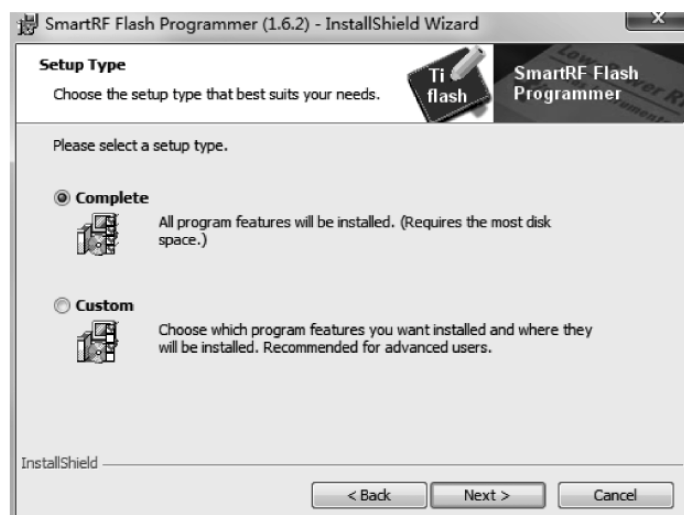 SmartRF Flash Programmer (1.6.2) - InstallShield Wizard
Setup Type
Choose the setup type that best suits your needs.
Ti
flash
SmartRF Flash
Programmer
Low
Power RF
Please select a setup type.
Complete
All program features will be installed. (Requires the most disk
space.)
Custom
Choose which program features you want installed and where they
will be installed. Recommended for advanced users.
InstallShield
< Back
Next >
Cancel